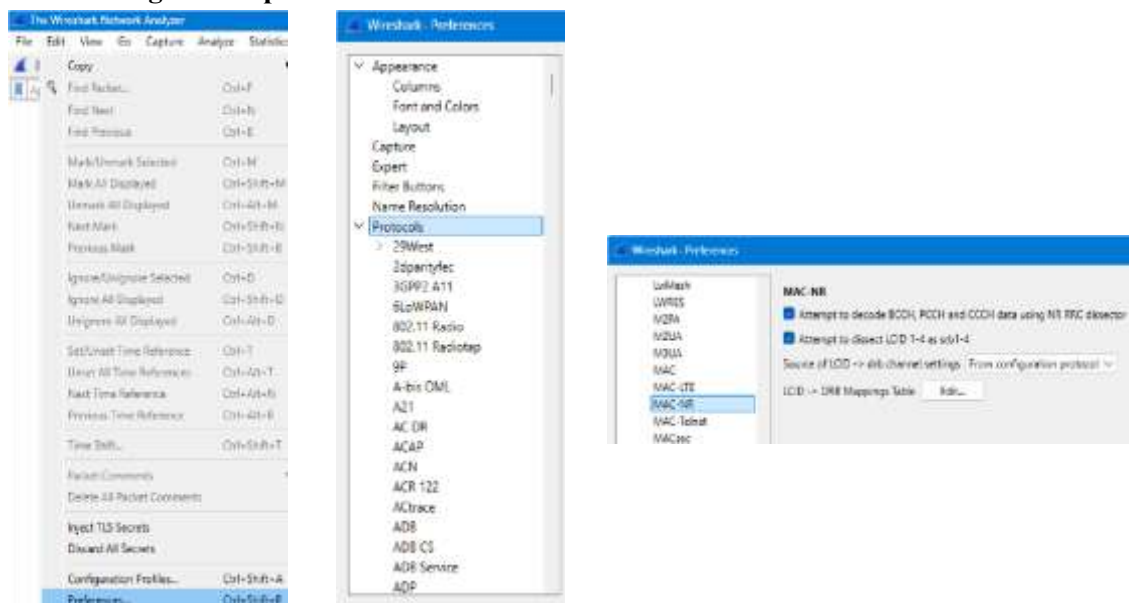 The Wireshark Network Analyzer
File Edit View Go Capture Analyze Statistics
Copy
Find Packet... Ctrl+F
Find Next Ctrl+N
Find Previous Ctrl+B
Mark/Unmark Selected Ctrl+M
Mark All Displayed Ctrl+Shift+M
Unmark All Displayed Ctrl+Alt+M
Next Mark Ctrl+Shift+N
Previous Mark Ctrl+Shift+B
Ignore/Unignore Selected Ctrl+D
Ignore All Displayed Ctrl+Shift+D
Unignore All Displayed Ctrl+Alt+D
Set/Unset Time Reference Ctrl+T
Unset All Time References Ctrl+Alt+T
Next Time Reference Ctrl+Alt+N
Previous Time Reference Ctrl+Alt+B
Time Shift... Ctrl+Shift+T
Packet Comments
Delete All Packet Comments
Inject TLS Secrets
Discard All Secrets
Configuration Profiles... Ctrl+Shift+A
Preferences... Ctrl+Shift+P
Wireshark · Preferences
Appearance
Columns
Font and Colors
Layout
Capture
Expert
Filter Buttons
Name Resolution
Protocols
29West
2dparityfec
3GPP2 A11
6LoWPAN
802.11 Radio
802.11 Radiotap
9P
A-bis OML
A21
AC DR
ACAP
ACN
ACR 122
ACtrace
ADB
ADB CS
ADB Service
ADP
Wireshark · Preferences
LwMesh
LWRES
M2PA
M2UA
M3UA
MAC
MAC-LTE
MAC-NR
MAC-Telnet
MACsec
MAC-NR
Attempt to decode BCCH, PCCH and CCCH data using NR RRC dissector
Attempt to dissect LCID 1-4 as srb1-4
Source of LCID -> drb channel settings From configuration protocol
LCID -> DRB Mappings Table Edit...